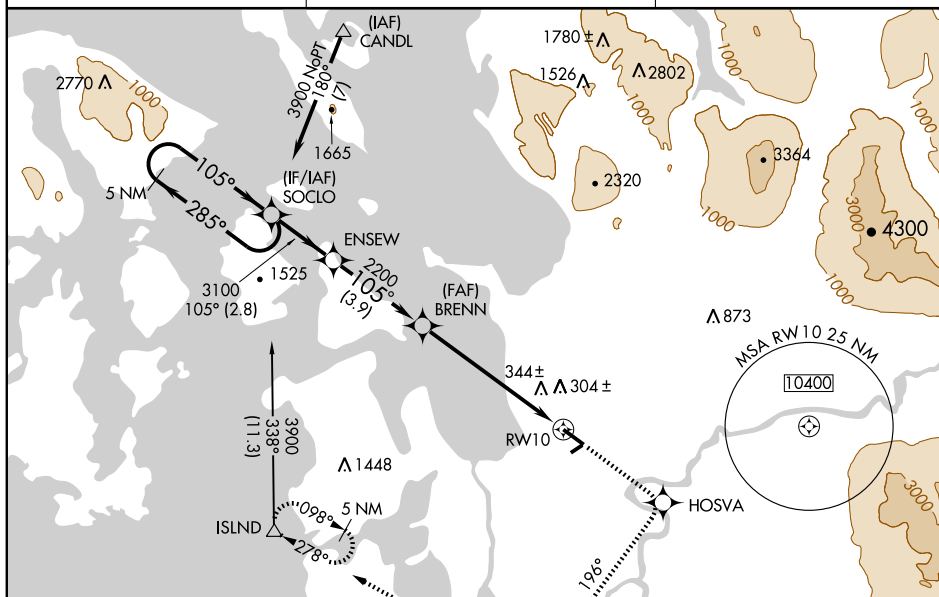 (IAF)
CANDL
3900 NoPT
180°
(7)
1665
2770
1000
1780 ±
1526
2802
1000
1000
2320
3364
1000
3000
4300
1000
105°
5 NM
285°
(IF/IAF)
SOCLO
ENSEW
1525
3100
105° (2.8)
2200
105°
(3.9)
(FAF)
BRENN
873
MSA RW10 25 NM
10400
344±
304 ±
RW10
3900
338°
(11.3)
1448
ISLND
098°
5 NM
278°
HOSVA
196°
3000
1000